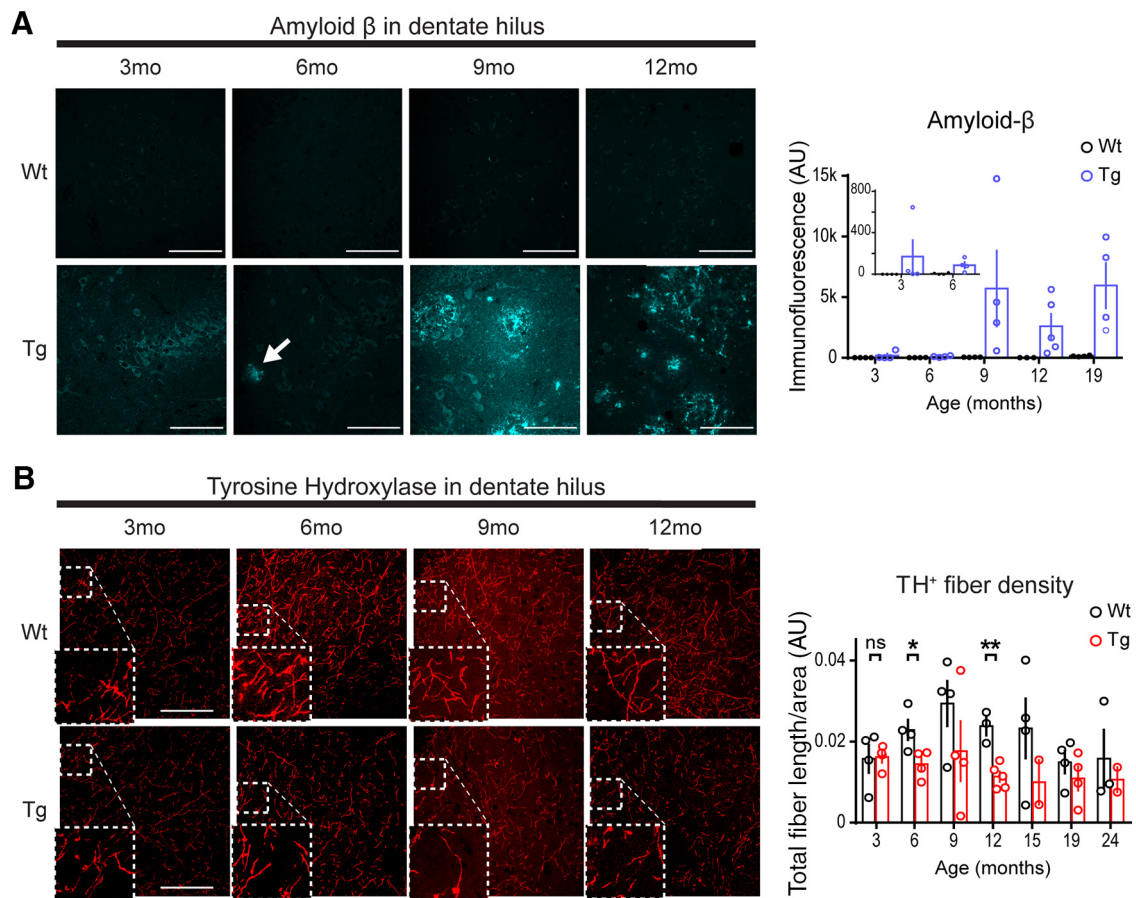 A
Amyloid β in dentate hilus
3mo 6mo 9mo 12mo
Wt
Tg
Amyloid-β
Wt
Tg
Immunofluorescence (AU)
15k
10k
5k
0
800
400
0
3 6
3 6 9 12 19
Age (months)
B
Tyrosine Hydroxylase in dentate hilus
3mo 6mo 9mo 12mo
Wt
Tg
TH⁺ fiber density
Wt
Tg
Total fiber length/area (AU)
ns * **
0.04
0.02
0
3 6 9 12 15 19 24
Age (months)